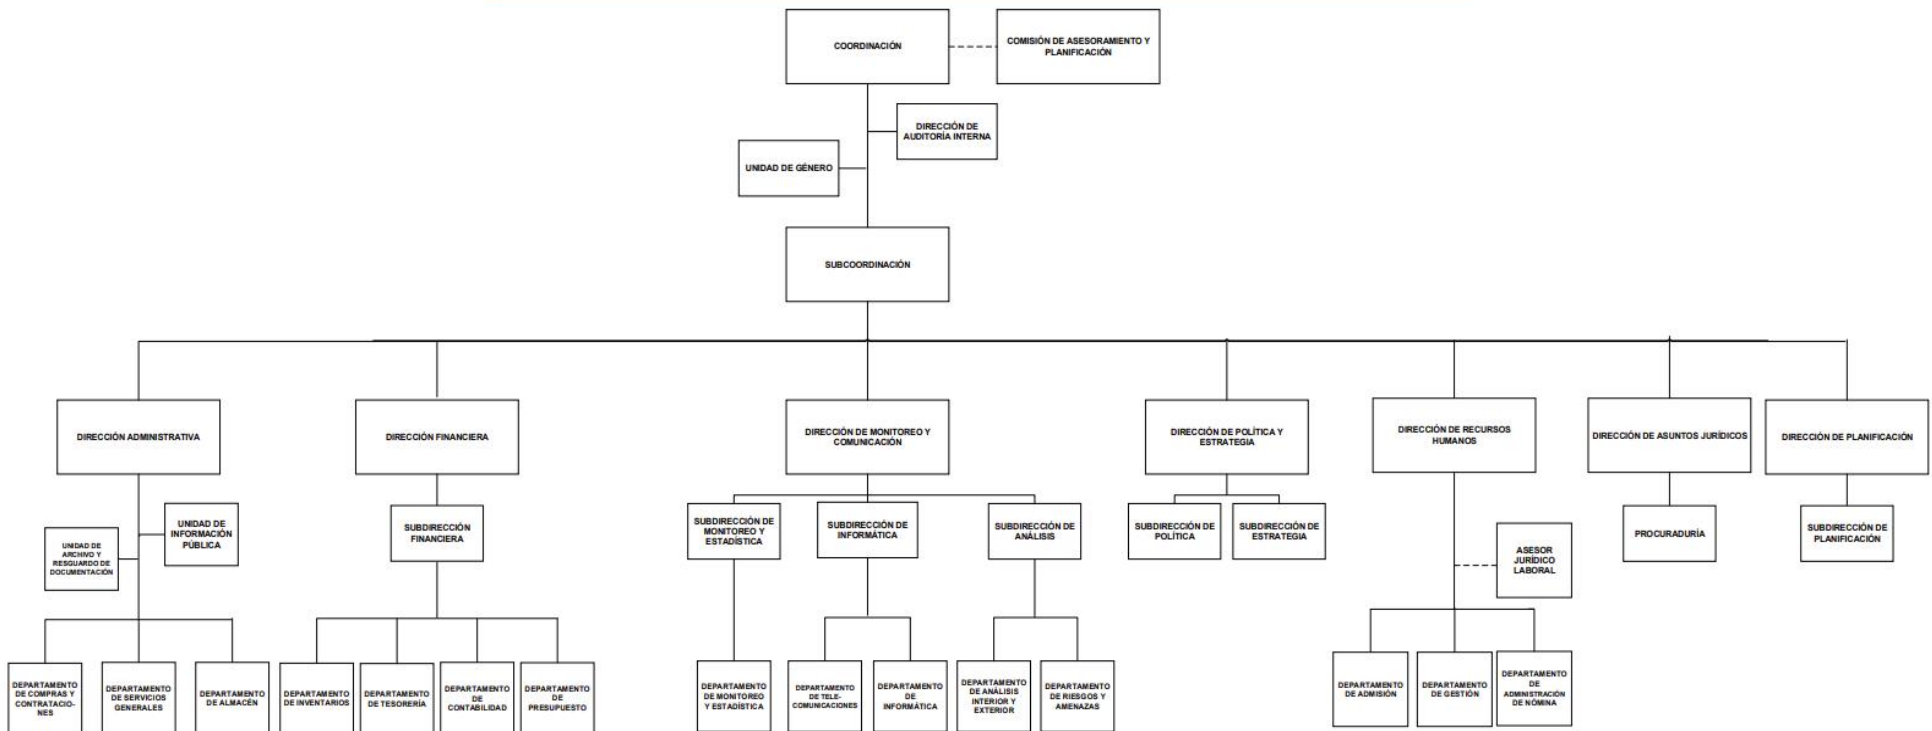 COORDINACIÓN
COMISIÓN DE ASESORAMIENTO Y
PLANIFICACIÓN
DIRECCIÓN DE
AUDITORÍA INTERNA
UNIDAD DE GÉNERO
SUBCOORDINACIÓN
DIRECCIÓN ADMINISTRATIVA
DIRECCIÓN FINANCIERA
DIRECCIÓN DE MONITOREO Y
COMUNICACIÓN
DIRECCIÓN DE POLÍTICA Y
ESTRATEGIA
DIRECCIÓN DE RECURSOS
HUMANOS
DIRECCIÓN DE ASUNTOS JURÍDICOS
DIRECCIÓN DE PLANIFICACIÓN
UNIDAD DE
ARCHIVO Y
RESGUARDO DE
DOCUMENTACIÓN
UNIDAD DE
INFORMACIÓN
PÚBLICA
SUBDIRECCIÓN
FINANCIERA
SUBDIRECCIÓN DE
MONITOREO Y
ESTADÍSTICA
SUBDIRECCIÓN DE
INFORMÁTICA
SUBDIRECCIÓN DE
ANÁLISIS
SUBDIRECCIÓN DE
POLÍTICA
SUBDIRECCIÓN DE
ESTRATEGIA
ASESOR
JURÍDICO
LABORAL
PROCURADURÍA
SUBDIRECCIÓN DE
PLANIFICACIÓN
DEPARTAMENTO
DE COMPRAS Y
CONTRATACIO-
NES
DEPARTAMENTO
DE SERVICIOS
GENERALES
DEPARTAMENTO
DE ALMACÉN
DEPARTAMENTO
DE INVENTARIOS
DEPARTAMENTO
DE TESORERÍA
DEPARTAMENTO
DE
CONTABILIDAD
DEPARTAMENTO
DE
PRESUPUESTO
DEPARTAMENTO
DE MONITOREO
Y ESTADÍSTICA
DEPARTAMENTO
DE TELE-
COMUNICACIONES
DEPARTAMENTO
DE
INFORMÁTICA
DEPARTAMENTO
DE ANÁLISIS
INTERIOR Y
EXTERIOR
DEPARTAMENTO
DE RIESGOS Y
AMENAZAS
DEPARTAMENTO
DE ADMISIÓN
DEPARTAMENTO
DE GESTIÓN
DEPARTAMENTO
DE
ADMINISTRACIÓN
DE NÓMINA